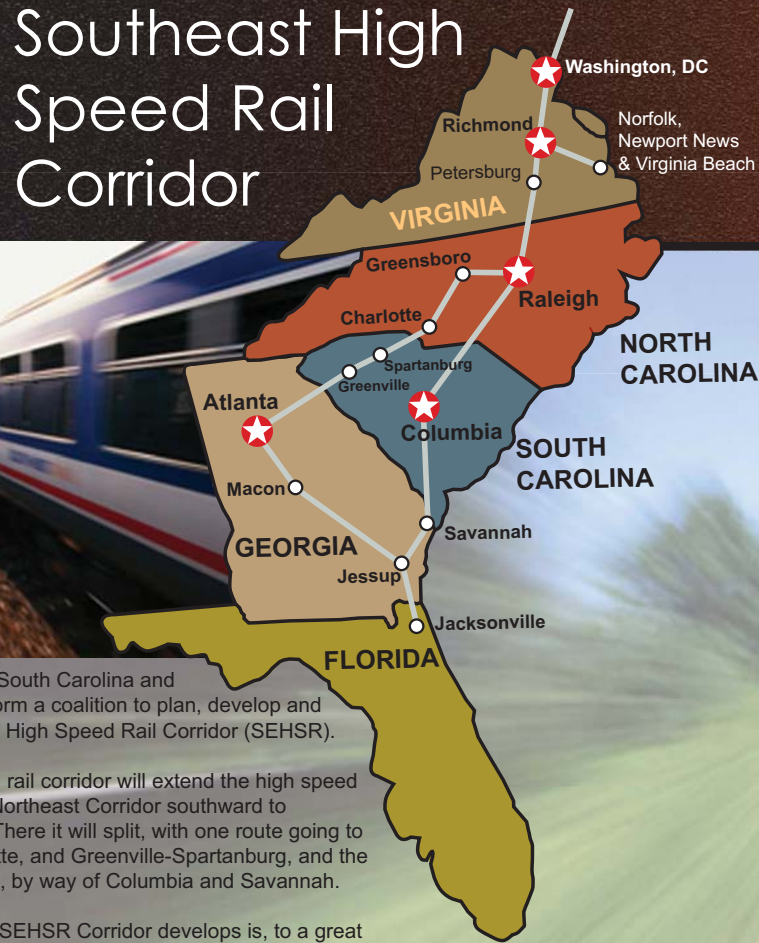 Southeast High
Speed Rail
Corridor
Washington, DC
Richmond
Norfolk,
Newport News
& Virginia Beach
Petersburg
VIRGINIA
Greensboro
Raleigh
Charlotte
NORTH
CAROLINA
Spartanburg
Greenville
Atlanta
Columbia
SOUTH
CAROLINA
Macon
Savannah
GEORGIA
Jessup
Jacksonville
FLORIDA
South Carolina and
orm a coalition to plan, develop and
High Speed Rail Corridor (SEHSR).
rail corridor will extend the high speed
Northeast Corridor southward to
There it will split, with one route going to
tte, and Greenville-Spartanburg, and the
, by way of Columbia and Savannah.
SEHSR Corridor develops is, to a great